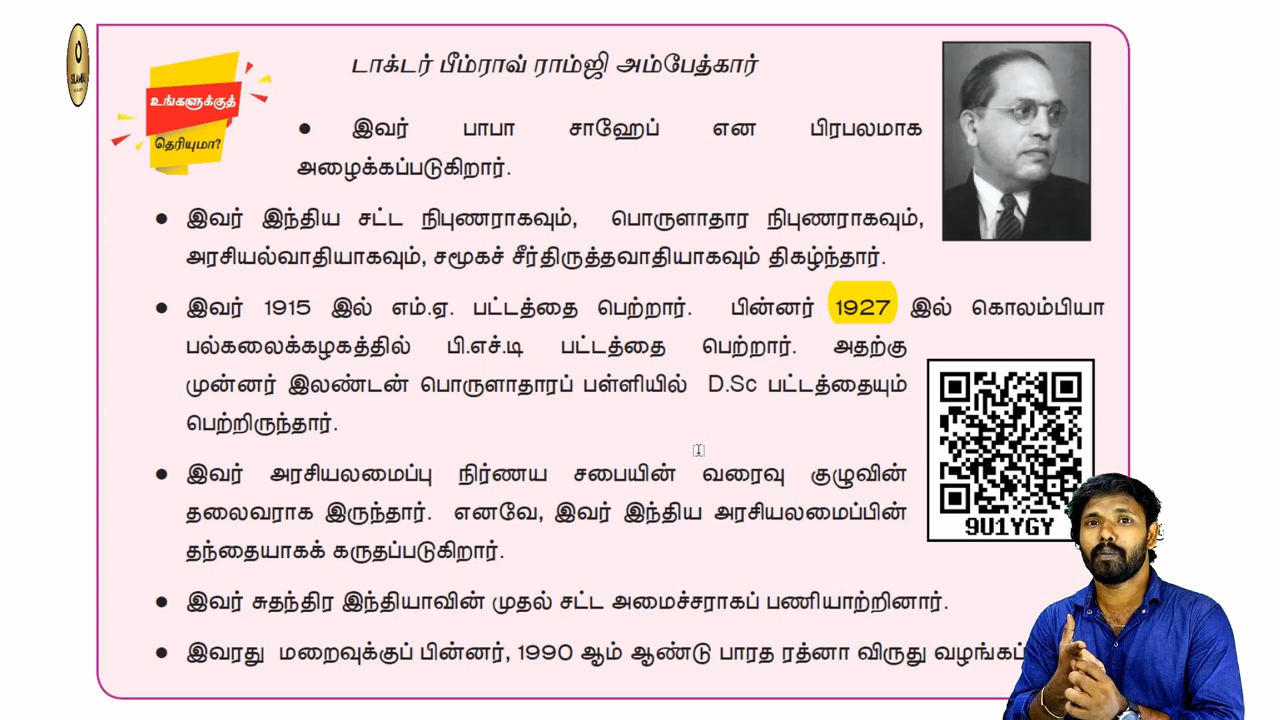 டாக்டர் பீம்ராவ் ராம்ஜி அம்பேத்கார்
உங்களுக்குத்
தெரியுமா?
● இவர் பாபா சாஹேப் என பிரபலமாக
அழைக்கப்படுகிறார்.
● இவர் இந்திய சட்ட நிபுணராகவும், பொருளாதார நிபுணராகவும்,
அரசியல்வாதியாகவும், சமூகச் சீர்திருத்தவாதியாகவும் திகழ்ந்தார்.
● இவர் 1915 இல் எம்.ஏ. பட்டத்தை பெற்றார். பின்னர் 1927 இல் கொலம்பியா
பல்கலைக்கழகத்தில் பி.எச்.டி பட்டத்தை பெற்றார். அதற்கு
முன்னர் இலண்டன் பொருளாதாரப் பள்ளியில் D.Sc பட்டத்தையும்
பெற்றிருந்தார்.
● இவர் அரசியலமைப்பு நிர்ணய சபையின் வரைவு குழுவின்
தலைவராக இருந்தார். எனவே, இவர் இந்திய அரசியலமைப்பின்
தந்தையாகக் கருதப்படுகிறார்.
9U1YGY
● இவர் சுதந்திர இந்தியாவின் முதல் சட்ட அமைச்சராகப் பணியாற்றினார்.
● இவரது மறைவுக்குப் பின்னர், 1990 ஆம் ஆண்டு பாரத ரத்னா விருது